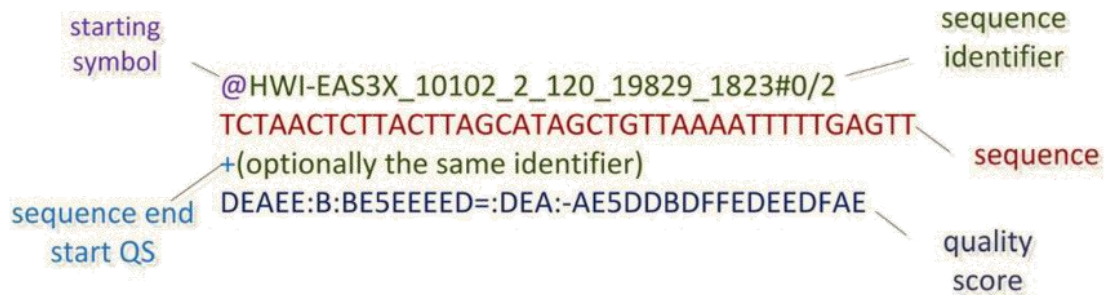 starting
symbol
sequence
identifier
@HWI-EAS3X_10102_2_120_19829_1823#0/2
TCTAACTCTTACTTAGCATAGCTGTTAAAATTTTTGAGTT
sequence
+(optionally the same identifier)
DEAEE:B:BE5EEEED=:DEA:-AE5DDBDFFEDEEDFAE
sequence end
start QS
quality
score